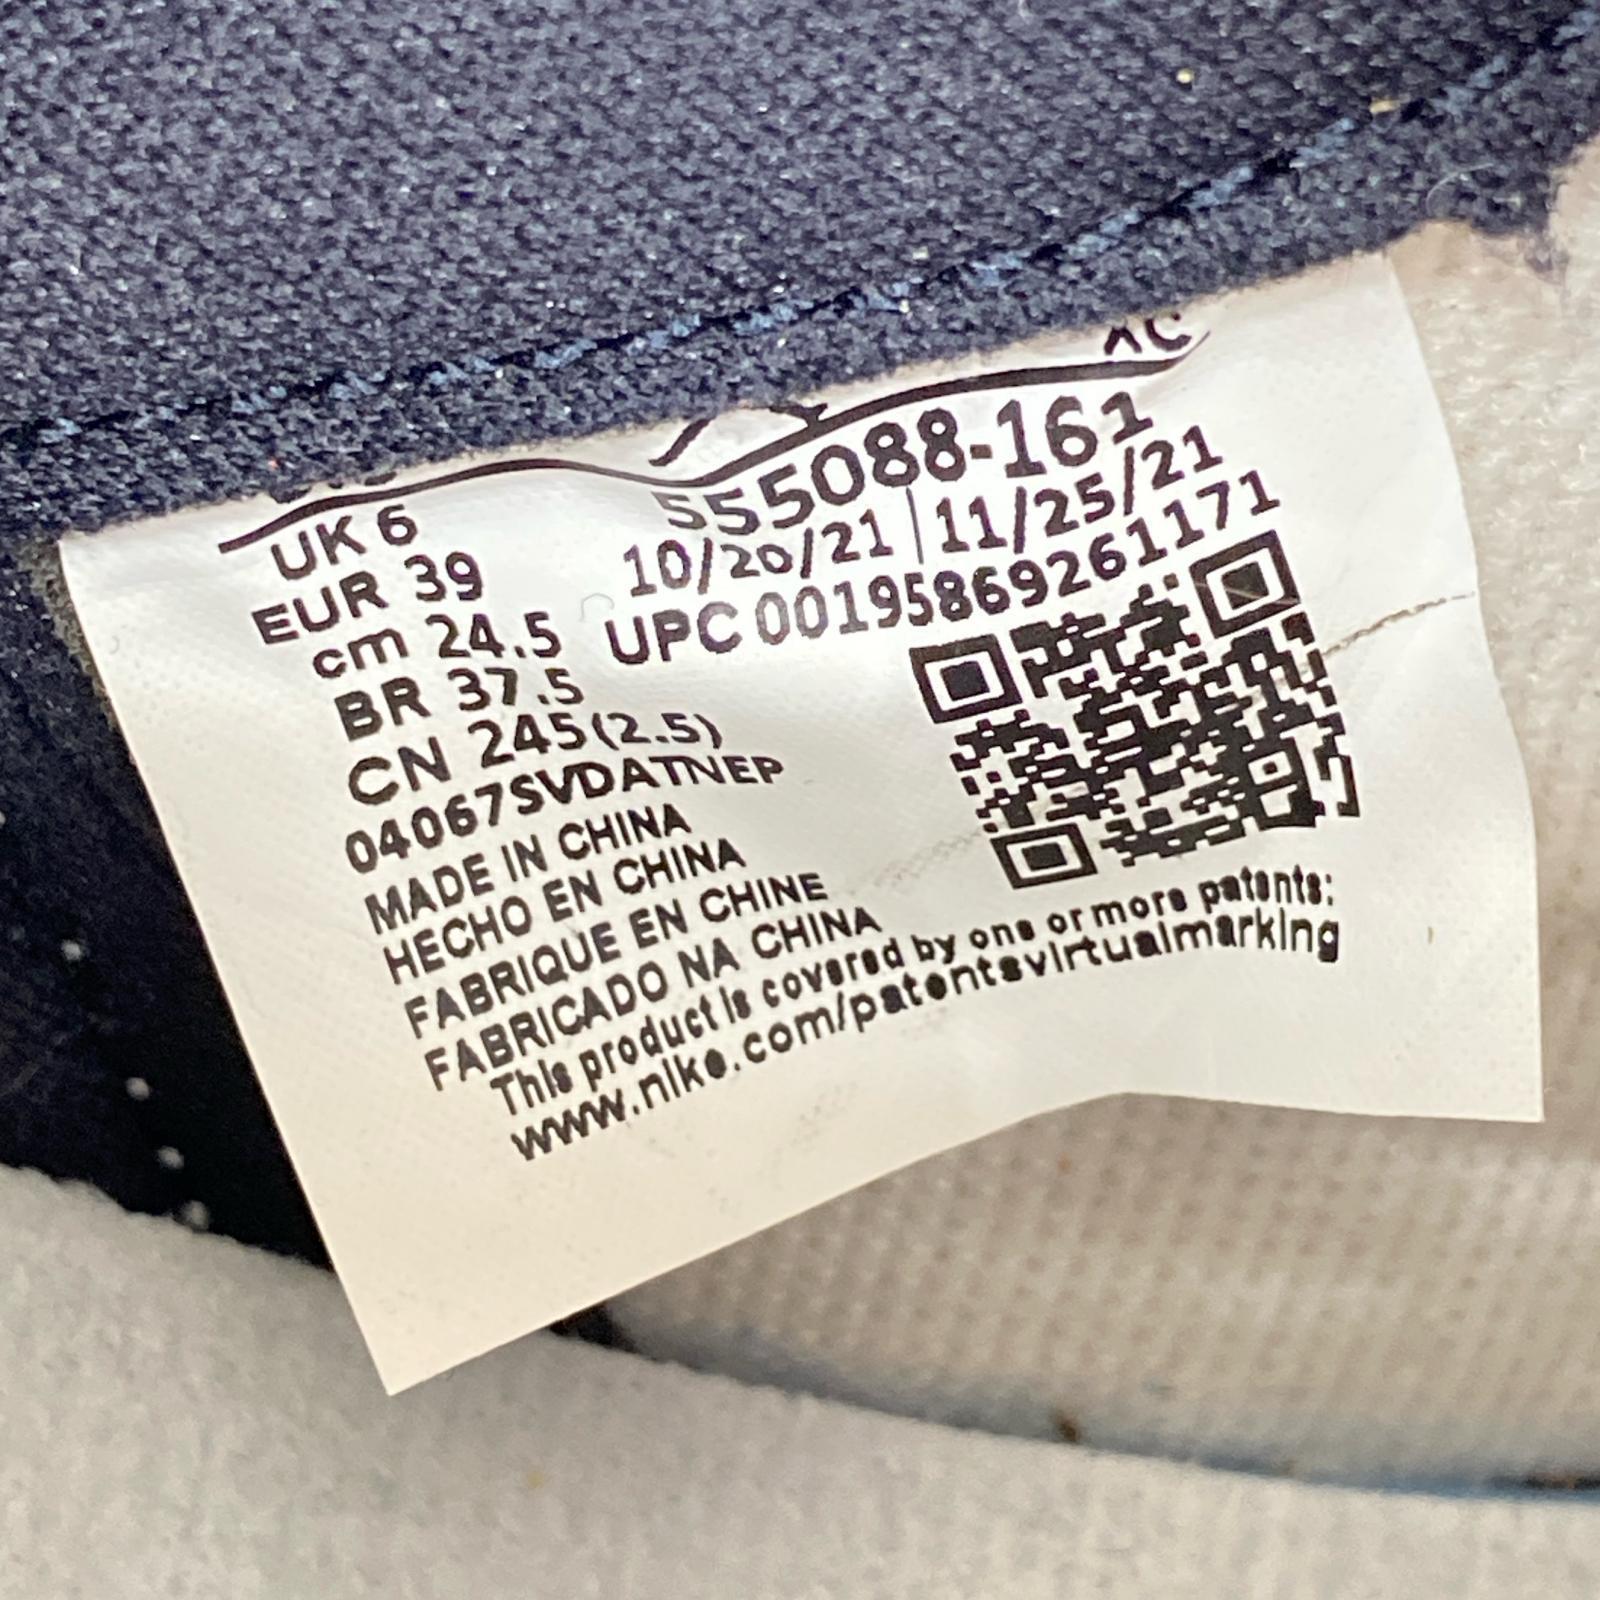 XC
555088-161
UK 6
10/20/21 | 11/25/21
EUR 39
UPC 00195869261171
cm 24.5
BR 37.5
CN 245(2.5)
04067SVDATNEP
MADE IN CHINA
HECHO EN CHINA
FABRIQUE EN CHINE
FABRICADO NA CHINA
This product is covered by one or more patents:
www.nike.com/patentsvirtualmarking